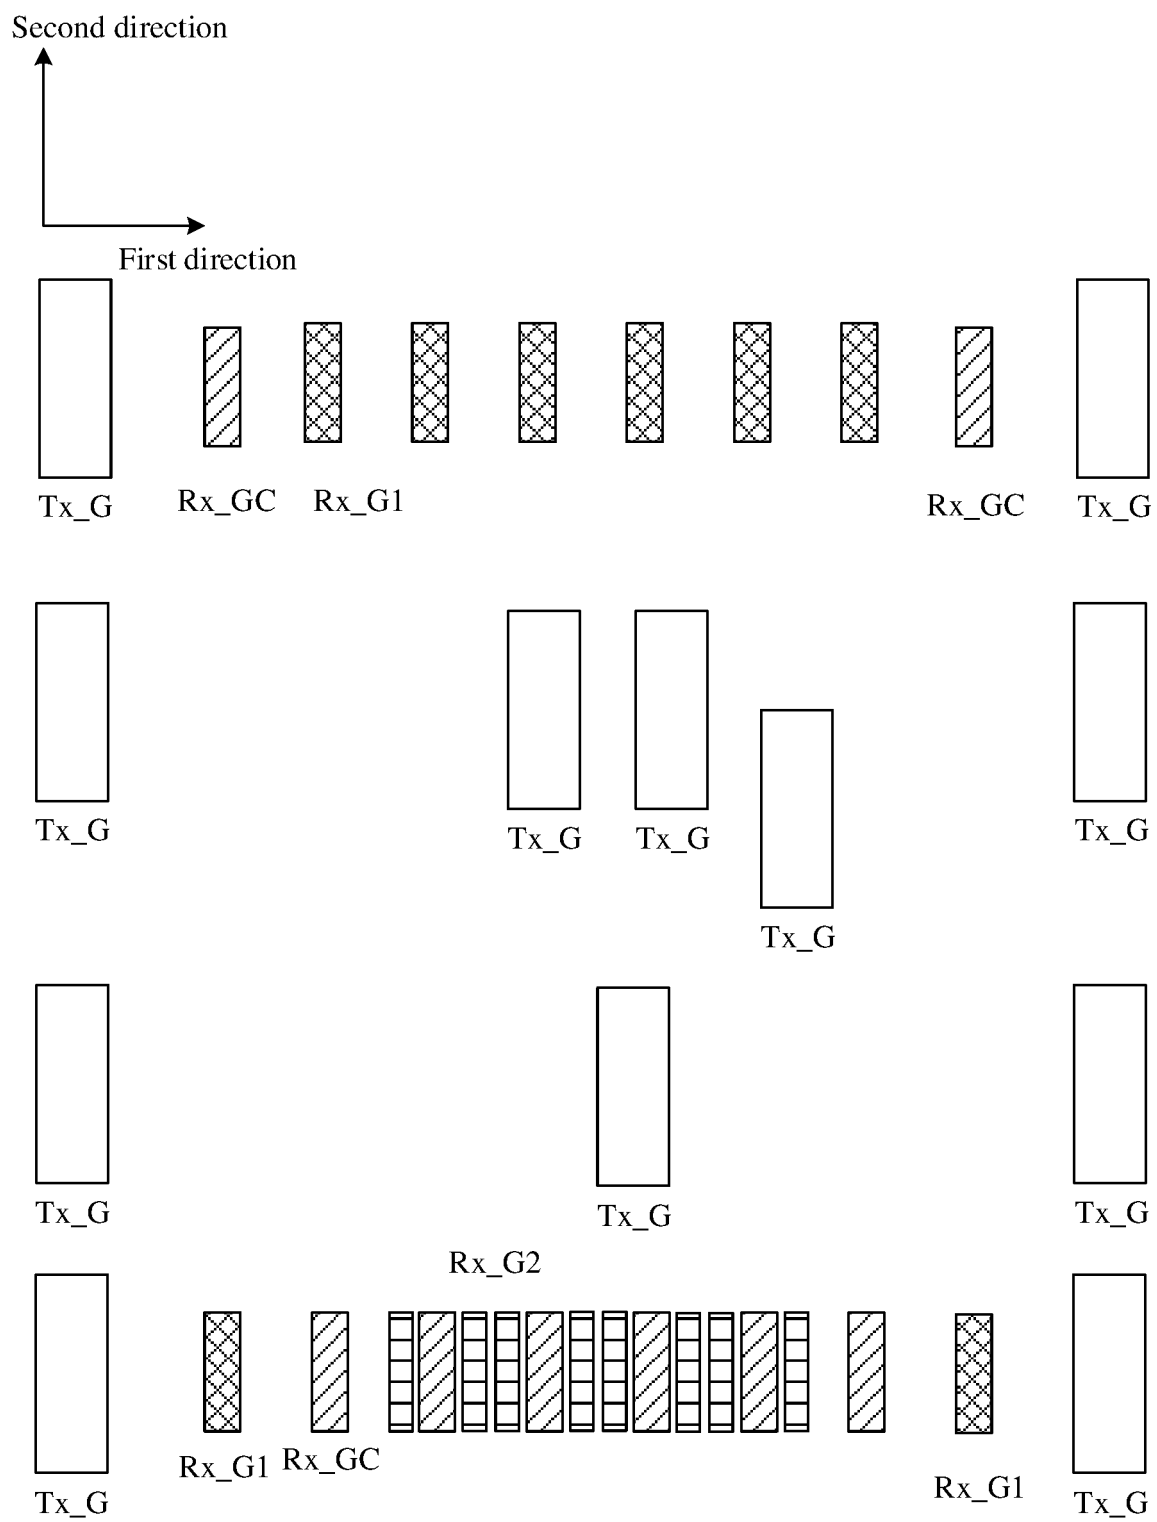 Second direction
First direction
Tx_G
Rx_GC
Rx_G1
Rx_GC
Tx_G
Tx_G
Tx_G
Tx_G
Tx_G
Tx_G
Tx_G
Tx_G
Tx_G
Rx_G2
Rx_G1
Rx_GC
Rx_G1
Tx_G
Tx_G